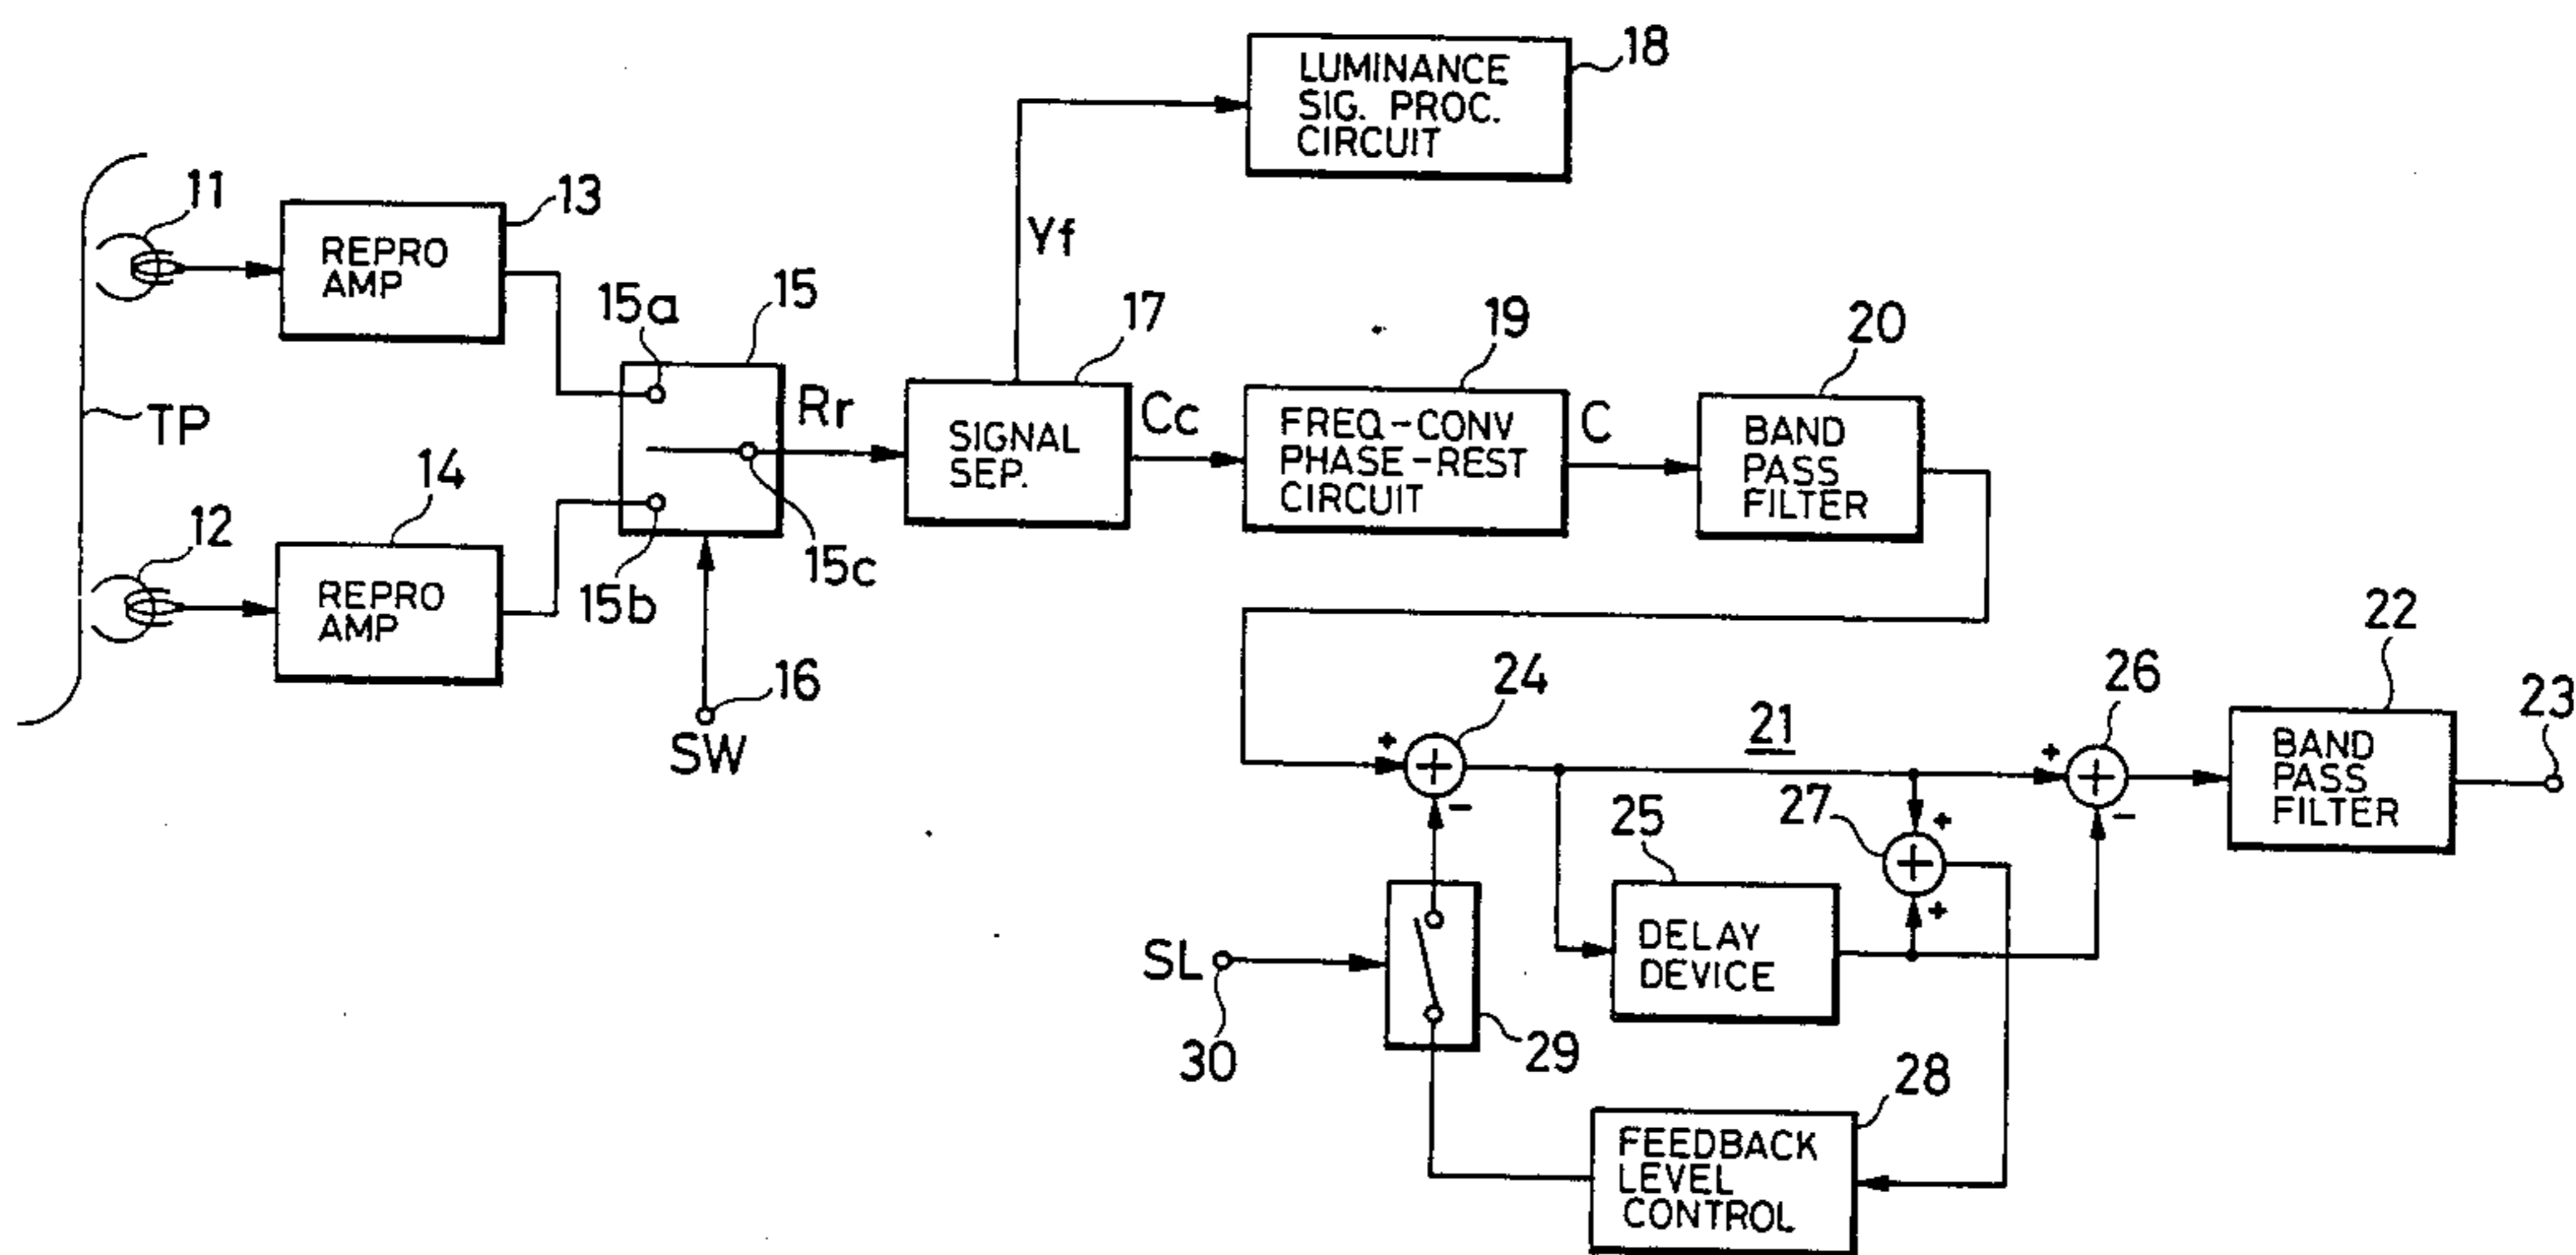 LUMINANCE
SIG. PROC.
CIRCUIT
18
11
13
REPRO
AMP
Yf
TP
15a
15
Rr
17
SIGNAL
SEP.
Cc
19
FREQ-CONV
PHASE-REST
CIRCUIT
C
20
BAND
PASS
FILTER
12
14
REPRO
AMP
15b
15c
16
SW
24
+
+
-
21
26
+
+
-
22
BAND
PASS
FILTER
23
25
DELAY
DEVICE
27
+
+
+
SL
30
29
28
FEEDBACK
LEVEL
CONTROL